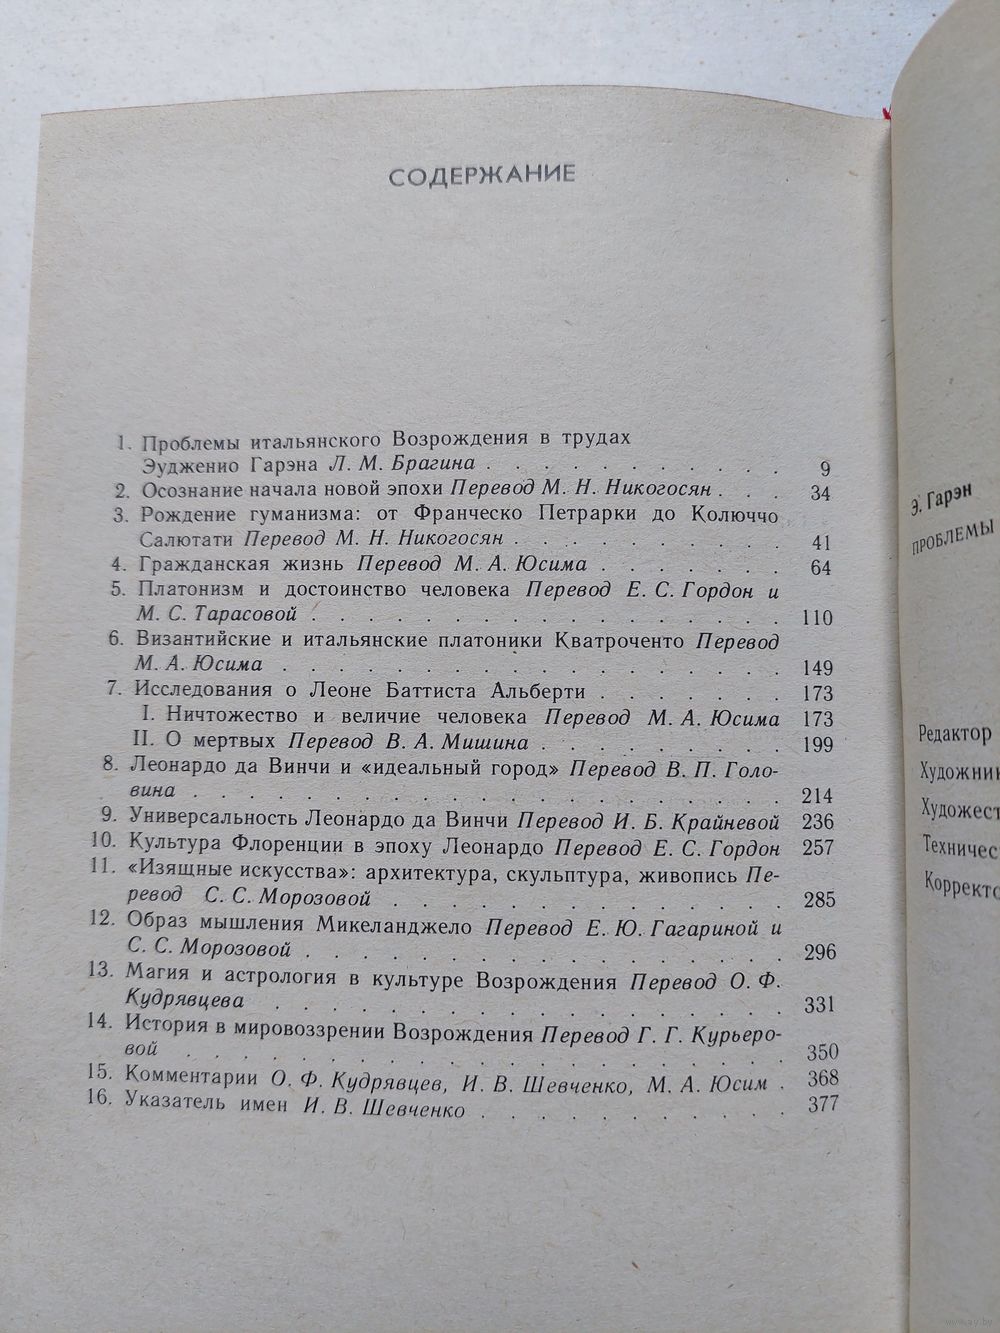 СОДЕРЖАНИЕ
1. Проблемы итальянского Возрождения в трудах
Эудженио Гарэна Л. М. Брагина . . . . . . . . . . . 9
2. Осознание начала новой эпохи Перевод М. Н. Никогосян . . . 34
3. Рождение гуманизма: от Франческо Петрарки до Колюччо
Салютати Перевод М. Н. Никогосян . . . . . . . . . . 41
4. Гражданская жизнь Перевод М. А. Юсима . . . . . . . 64
5. Платонизм и достоинство человека Перевод Е. С. Гордон и
М. С. Тарасовой . . . . . . . . . . . . . . . . . 110
6. Византийские и итальянские платоники Кватроченто Перевод
М. А. Юсима . . . . . . . . . . . . . . . . . . 149
7. Исследования о Леоне Баттиста Альберти . . . . . . . 173
I. Ничтожество и величие человека Перевод М. А. Юсима 173
II. О мертвых Перевод В. А. Мишина . . . . . . . . . 199
8. Леонардо да Винчи и «идеальный город» Перевод В. П. Голо-
вина . . . . . . . . . . . . . . . . . . . . . 214
9. Универсальность Леонардо да Винчи Перевод И. Б. Крайневой 236
10. Культура Флоренции в эпоху Леонардо Перевод Е. С. Гордон 257
11. «Изящные искусства»: архитектура, скульптура, живопись Пе-
ревод С. С. Морозовой . . . . . . . . . . . . . . 285
12. Образ мышления Микеланджело Перевод Е. Ю. Гагариной и
С. С. Морозовой . . . . . . . . . . . . . . . . . 296
13. Магия и астрология в культуре Возрождения Перевод О. Ф.
Кудрявцева . . . . . . . . . . . . . . . . . . . 331
14. История в мировоззрении Возрождения Перевод Г. Г. Курьеро-
вой . . . . . . . . . . . . . . . . . . . . . . 350
15. Комментарии О. Ф. Кудрявцев, И. В. Шевченко, М. А. Юсим . 368
16. Указатель имен И. В. Шевченко . . . . . . . . . . . 377
Э. Гарэн
ПРОБЛЕМЫ
Редактор
Художник
Художест
Техничес
Корректо
www.ay.by